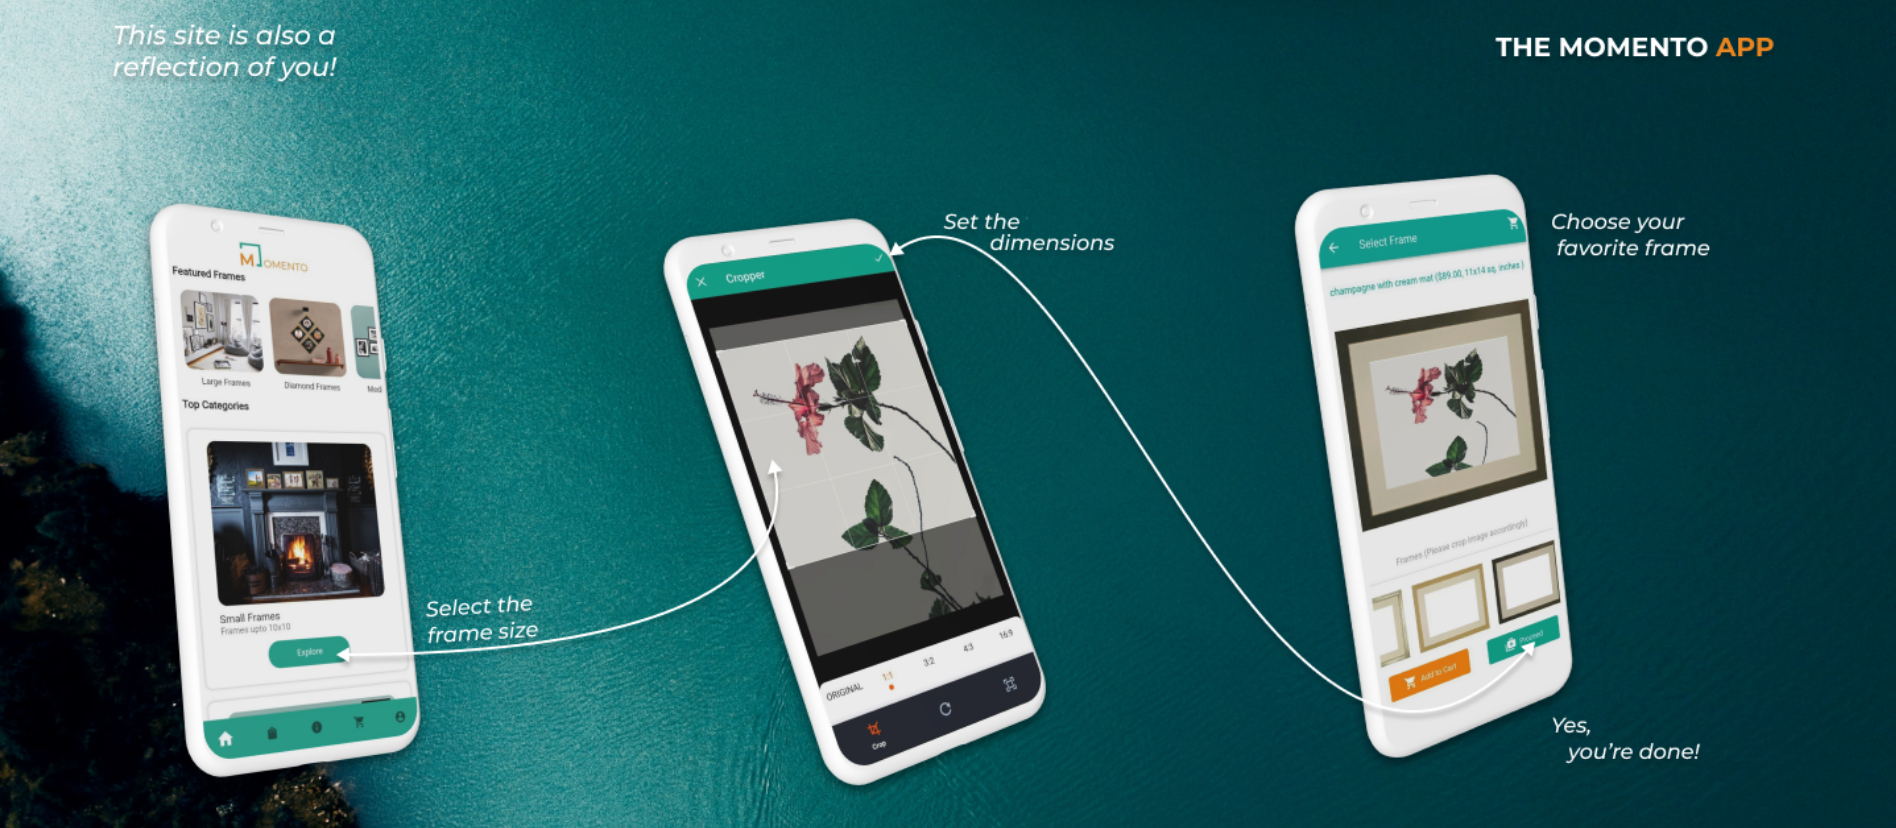 This site is also a
reflection of you!
THE MOMENTO APP
MOMENTO
Featured Frames
Large Frames
Diamond Frames
Top Categories
Small Frames
Frames upto 10x10
Explore
Select the
frame size
Cropper
ORIGINAL
1:1
3:2
4:3
16:9
Crop
Set the
dimensions
Select Frame
champagne with cream mat ($89.00, 11x14 sq. inches )
Frames (Please crop Image accordingly)
Add to Cart
Proceed
Choose your
favorite frame
Yes,
you're done!